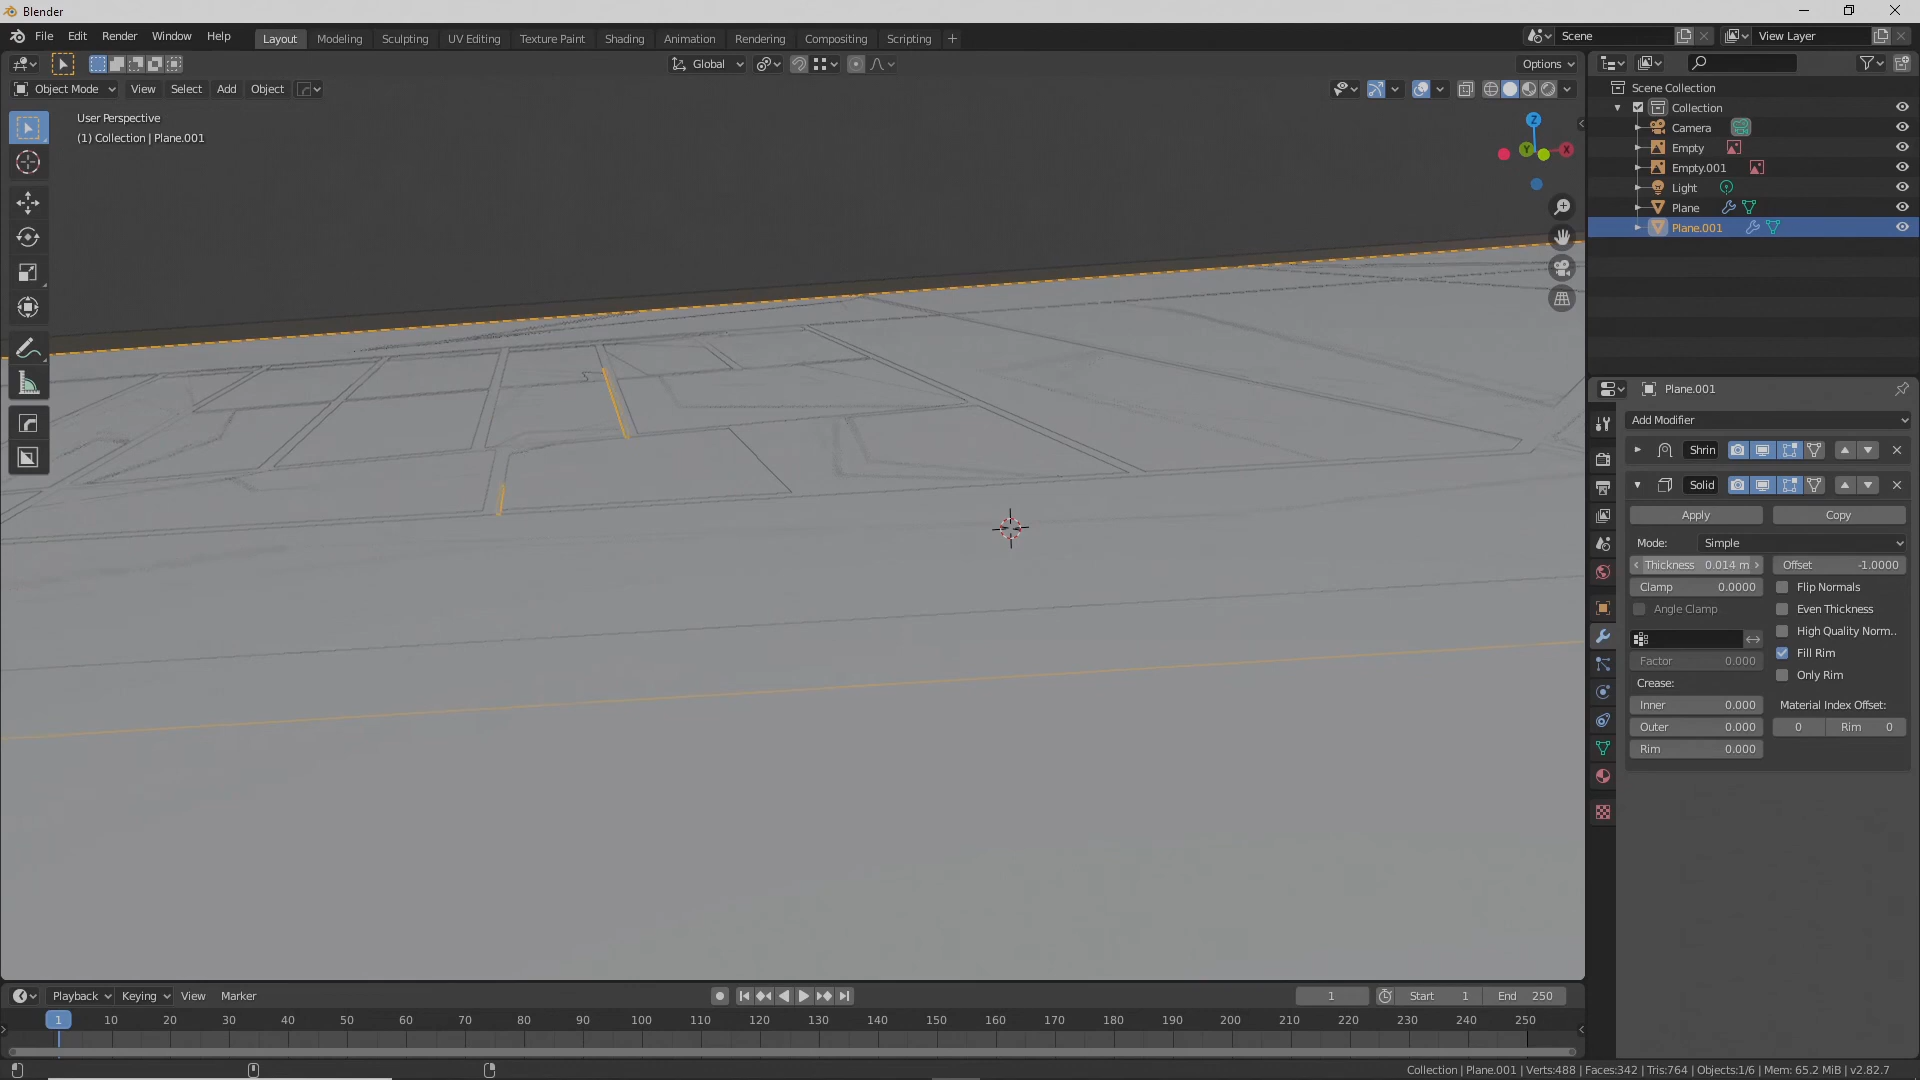 Blender
File Edit Render Window Help
Layout Modeling Sculpting UV Editing Texture Paint Shading Animation Rendering Compositing Scripting +
Scene
View Layer
Global
Options
Object Mode View Select Add Object
User Perspective
(1) Collection | Plane.001
Z
Y
X
Scene Collection
Collection
Camera
Empty
Empty.001
Light
Plane
Plane.001
Plane.001
Add Modifier
Shrin
Solid
Apply Copy
Mode: Simple
Thickness 0.014 m Offset -1.0000
Clamp 0.0000 Flip Normals
Angle Clamp Even Thickness
High Quality Norm..
Fill Rim
Factor 0.000 Only Rim
Crease:
Inner 0.000 Material Index Offset:
Outer 0.000 0 Rim 0
Rim 0.000
Playback Keying View Marker
1 Start 1 End 250
1 10 20 30 40 50 60 70 80 90 100 110 120 130 140 150 160 170 180 190 200 210 220 230 240 250
Collection | Plane.001 | Verts:488 | Faces:342 | Tris:764 | Objects:1/6 | Mem: 65.2 MiB | v2.82.7